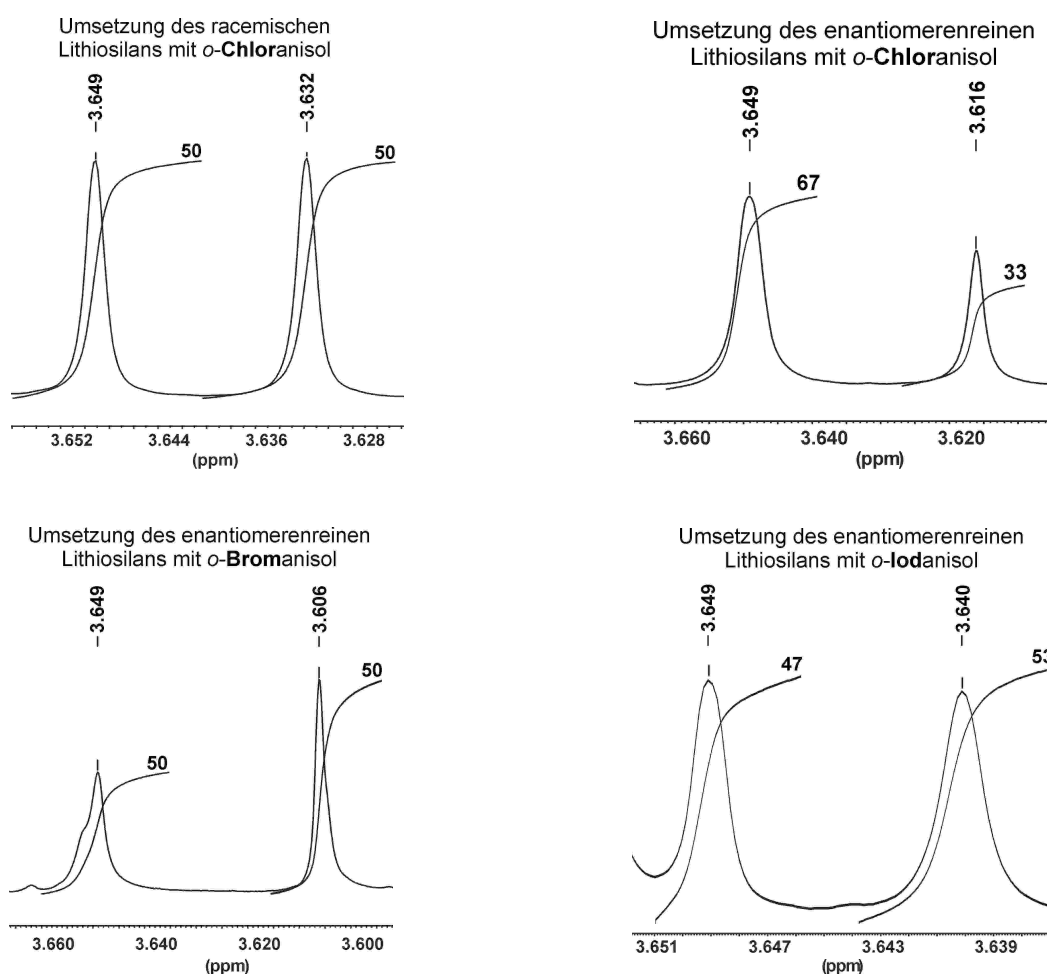 Umsetzung des racemischen
Lithiosilans mit o-Chloranisol
3.649
3.632
50
50
3.652
3.644
3.636
3.628
(ppm)
Umsetzung des enantiomerenreinen
Lithiosilans mit o-Chloranisol
3.649
3.616
67
33
3.660
3.640
3.620
(ppm)
Umsetzung des enantiomerenreinen
Lithiosilans mit o-Bromanisol
3.649
3.606
50
50
3.660
3.640
3.620
3.600
(ppm)
Umsetzung des enantiomerenreinen
Lithiosilans mit o-Iodanisol
3.649
3.640
47
53
3.651
3.647
3.643
3.639
(ppm)